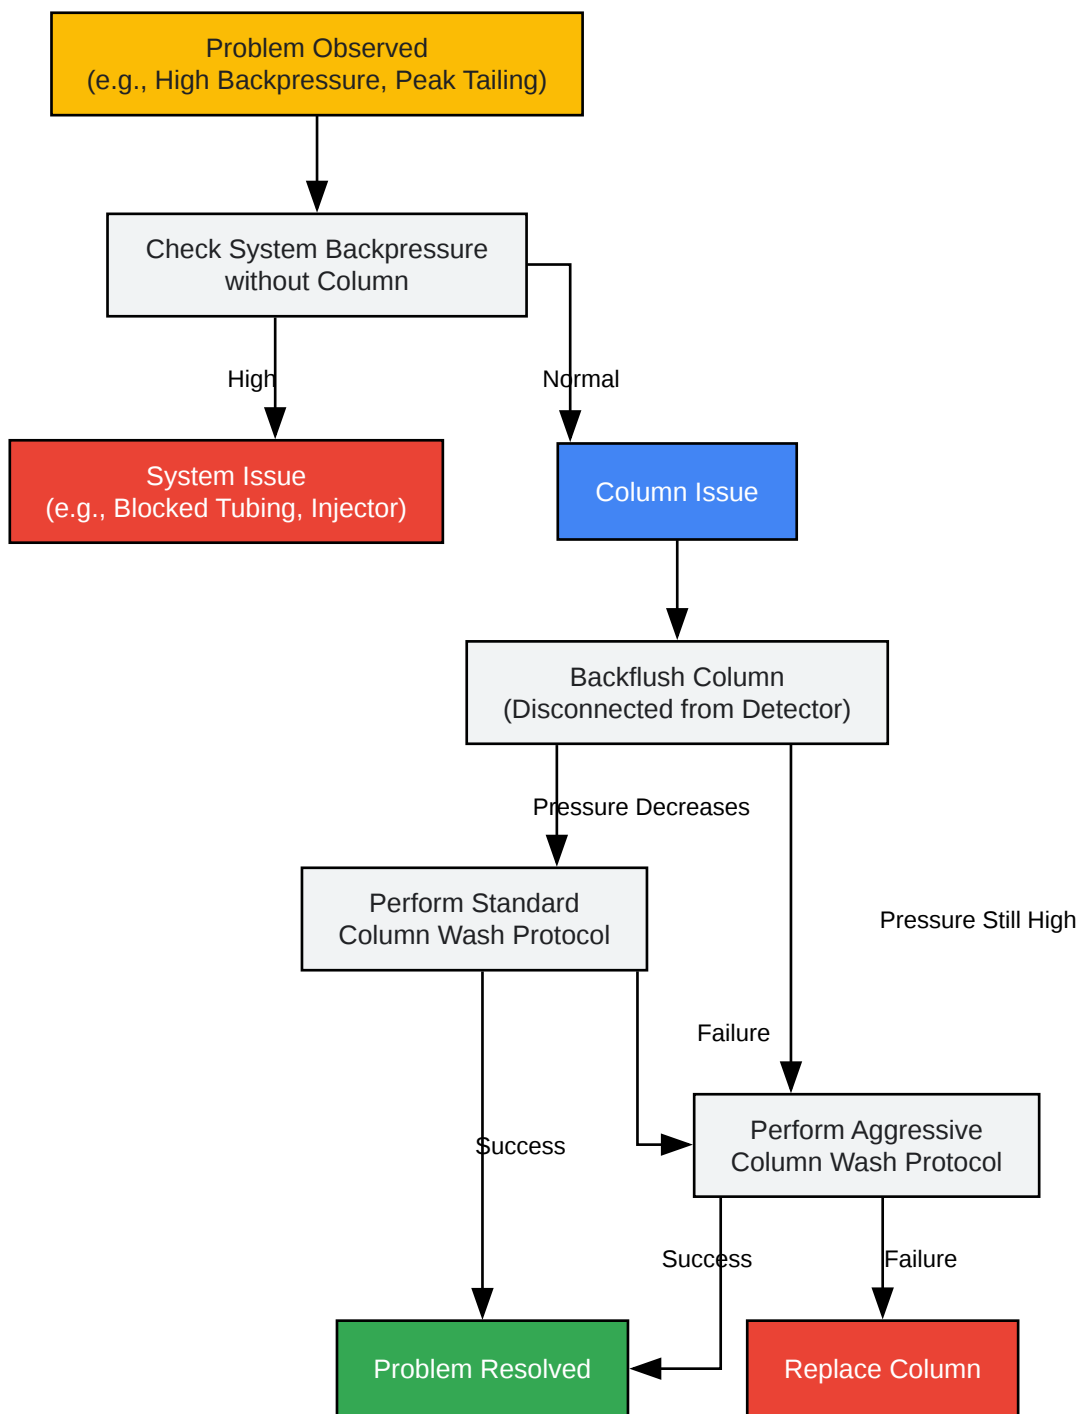 Problem Observed
(e.g., High Backpressure, Peak Tailing)
Check System Backpressure
without Column
High
Normal
System Issue
(e.g., Blocked Tubing, Injector)
Column Issue
Backflush Column
(Disconnected from Detector)
Pressure Decreases
Perform Standard
Column Wash Protocol
Pressure Still High
Failure
Perform Aggressive
Column Wash Protocol
Success
Success
Failure
Problem Resolved
Replace Column